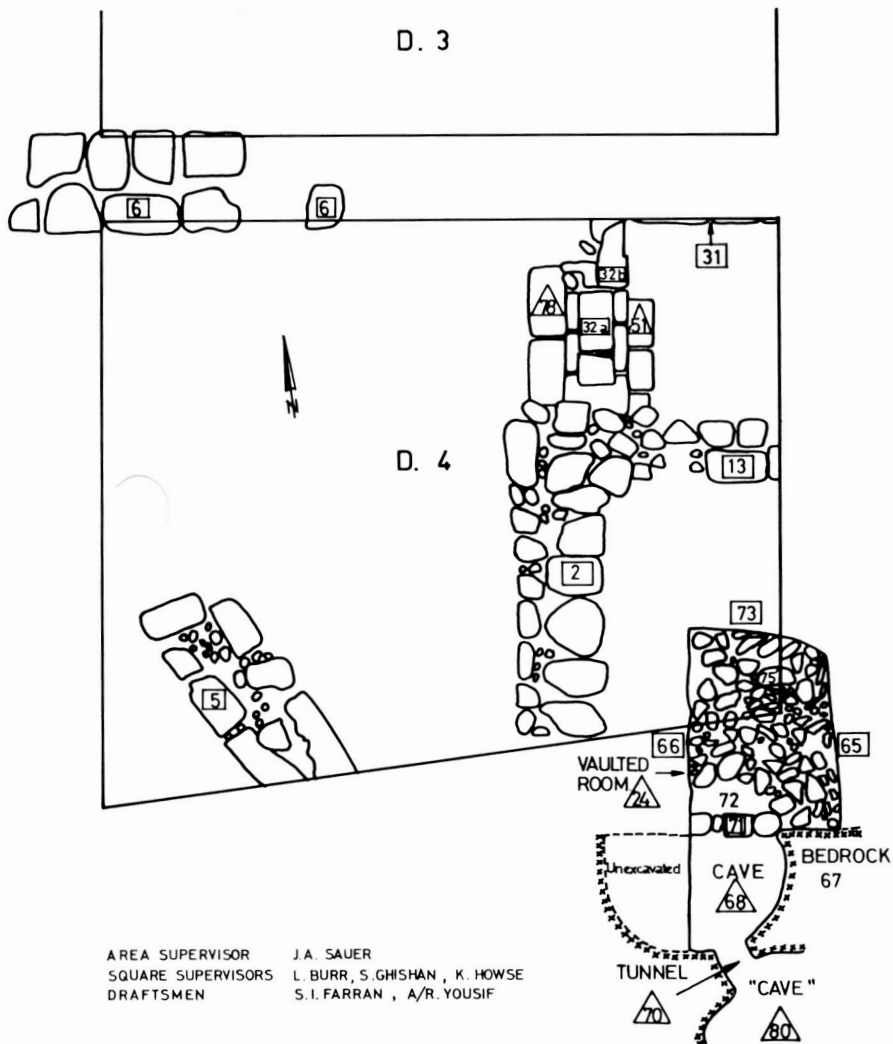 D. 3
6
6
31
32b
78
32a
51
D. 4
13
N
2
73
75
5
66
65
VAULTED
ROOM
24
72
71
BEDROCK
67
Unexcavated
CAVE
68
AREA SUPERVISOR J.A. SAUER
SQUARE SUPERVISORS L. BURR, S.GHISHAN , K. HOWSE
DRAFTSMEN S.I. FARRAN , A/R. YOUSIF
TUNNEL
70
"CAVE"
80